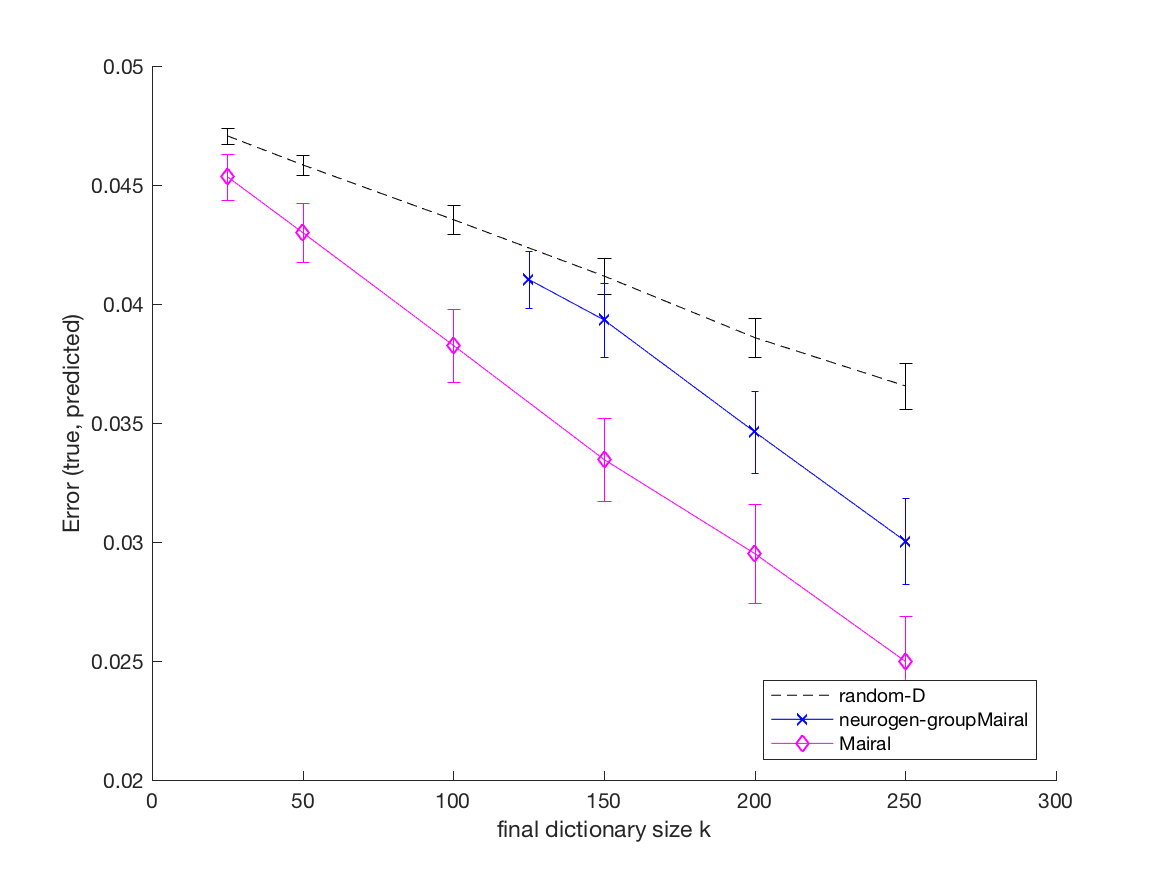 0.05
0.045
0.04
0.035
0.03
0.025
0.02
Error (true, predicted)
0 50 100 150 200 250 300
final dictionary size k
random-D
neurogen-groupMairal
Mairal